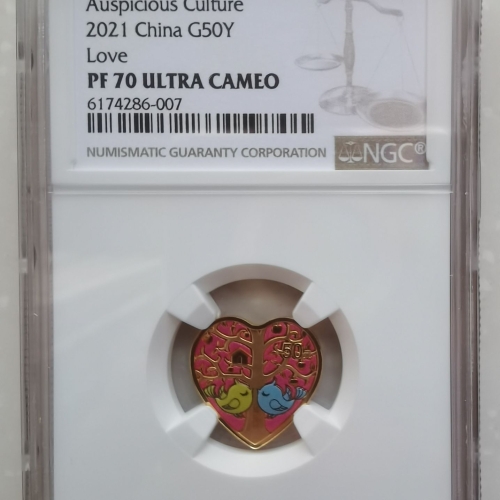 Auspicious Culture
2021 China G50Y
Love
PF 70 ULTRA CAMEO
6174286-007
NUMISMATIC GUARANTY CORPORATION
NGC®